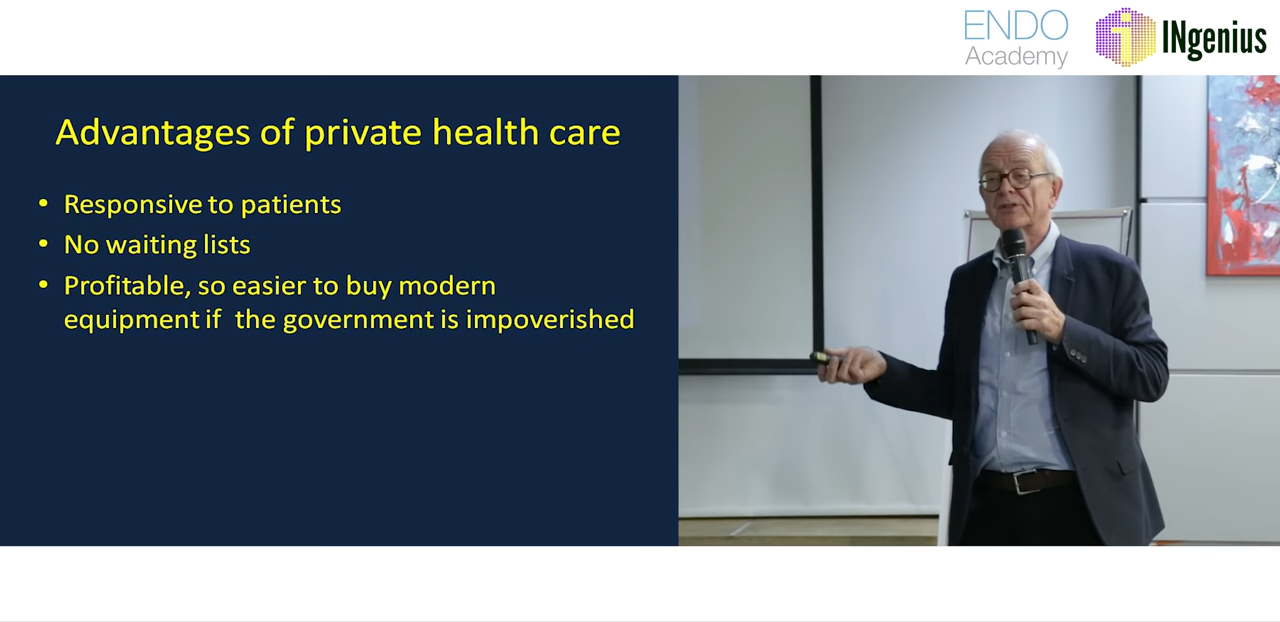 ENDO
Academy
INgenius
Advantages of private health care
• Responsive to patients
• No waiting lists
• Profitable, so easier to buy modern
equipment if the government is impoverished